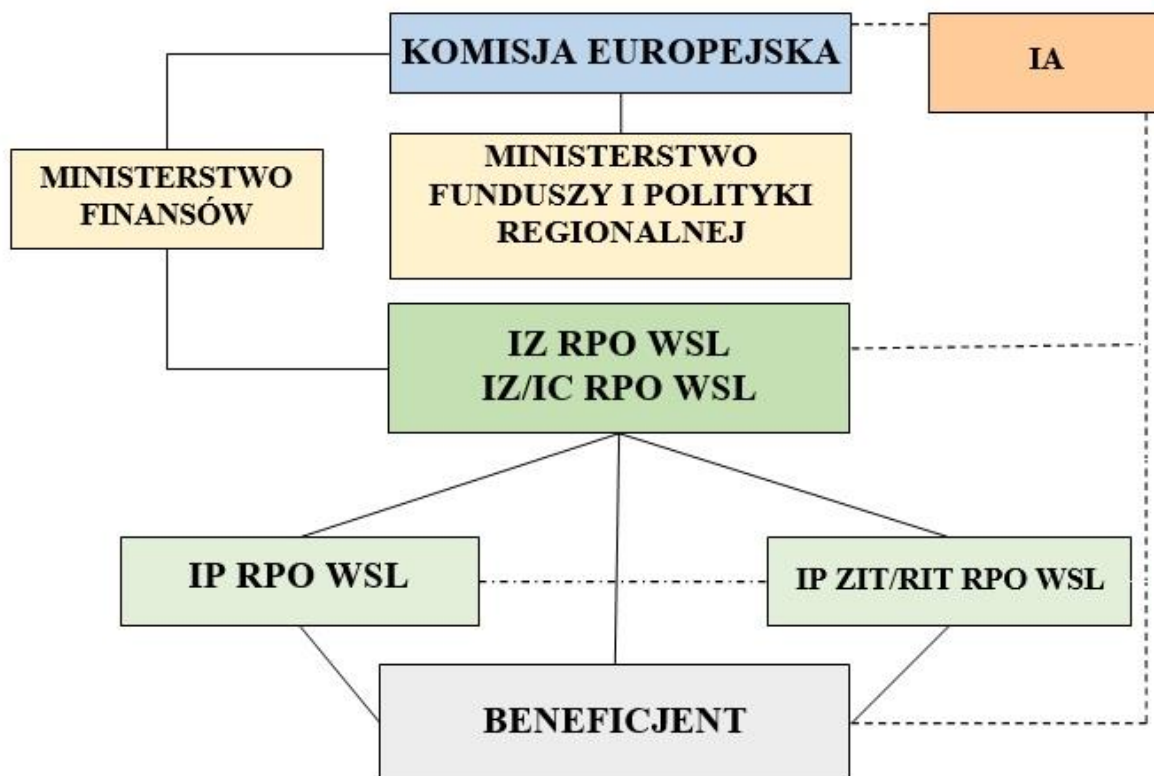 KOMISJA EUROPEJSKA
IA
MINISTERSTWO
FINANSÓW
MINISTERSTWO
FUNDUSZY I POLITYKI
REGIONALNEJ
IZ RPO WSL
IZ/IC RPO WSL
IP RPO WSL
IP ZIT/RIT RPO WSL
BENEFICJENT